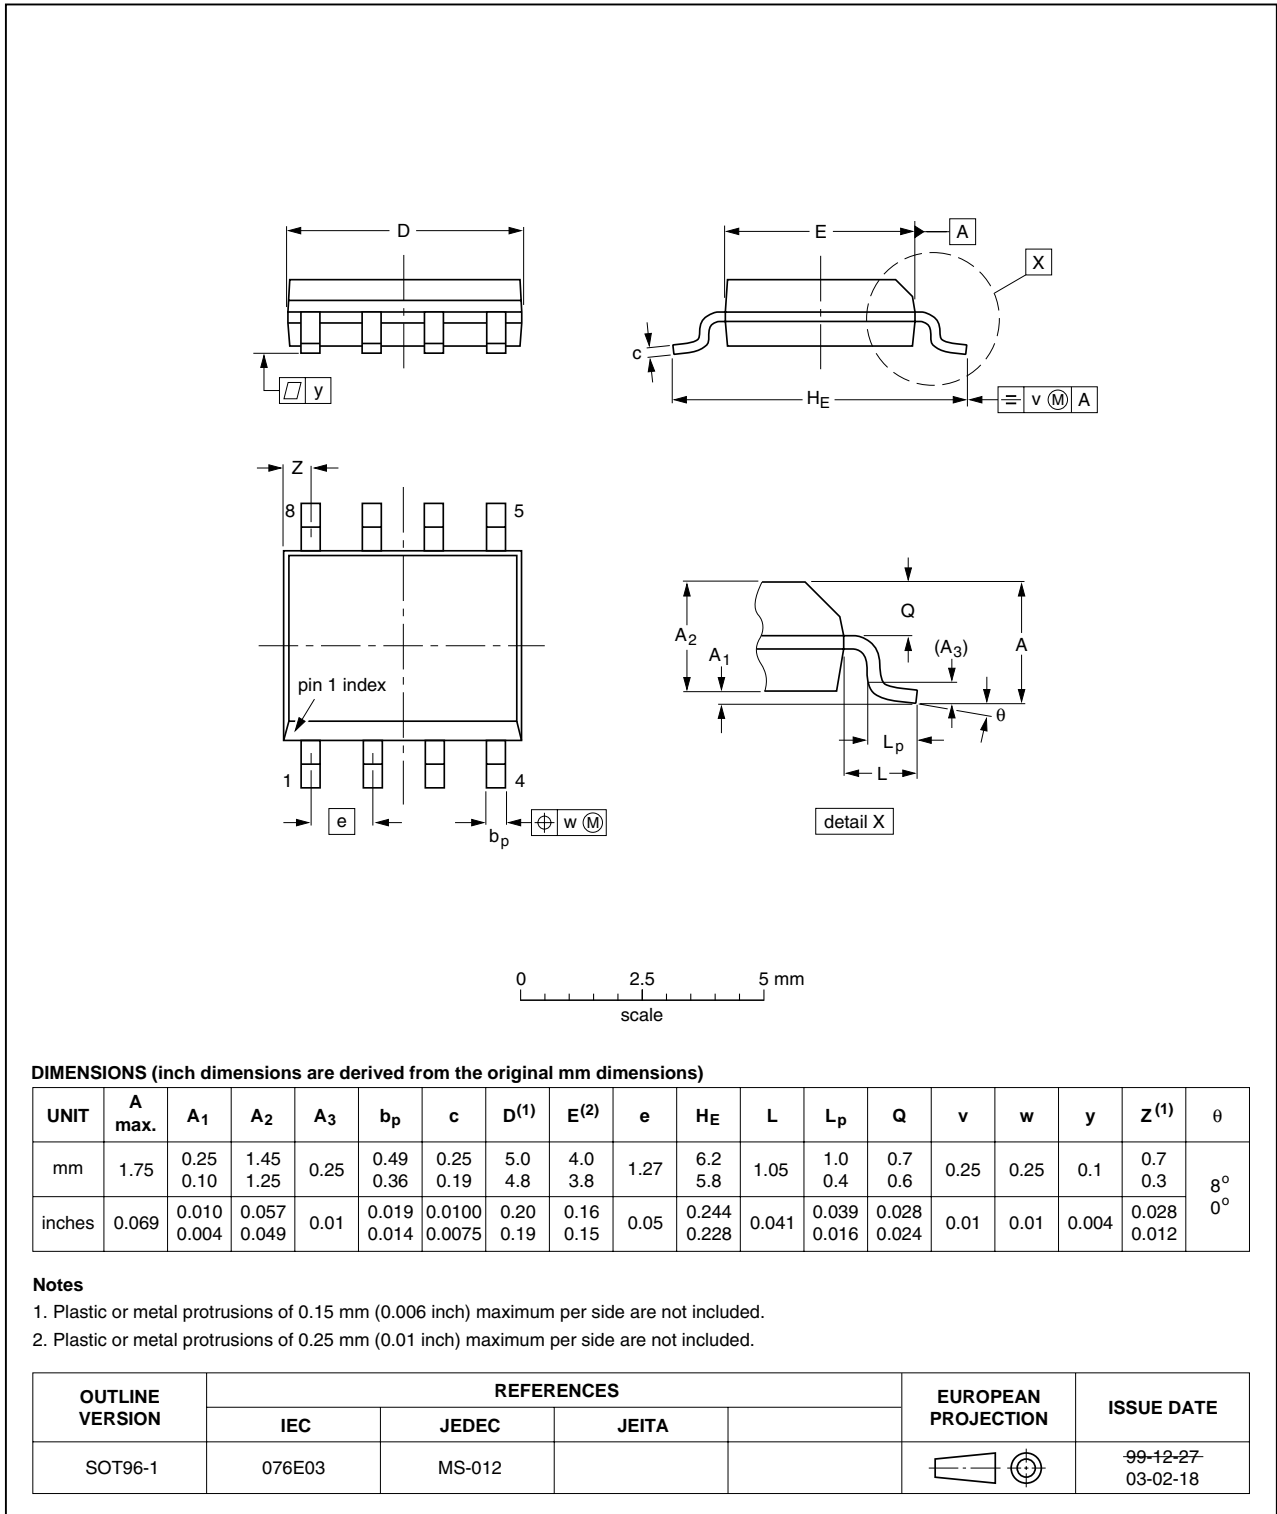 D
E
A
X
c
y
HE
v Ⓜ A
Z
8
5
pin 1 index
1
4
e
bp
w Ⓜ
A2
A1
Q
(A3)
A
θ
Lp
L
detail X
0 2.5 5 mm
scale
DIMENSIONS (inch dimensions are derived from the original mm dimensions)
UNIT A max. A1 A2 A3 bp c D(1) E(2) e HE L Lp Q v w y Z(1) θ
mm 1.75 0.25 0.10 1.45 1.25 0.25 0.49 0.36 0.25 0.19 5.0 4.8 4.0 3.8 1.27 6.2 5.8 1.05 1.0 0.4 0.7 0.6 0.25 0.25 0.1 0.7 0.3 8° 0°
inches 0.069 0.010 0.004 0.057 0.049 0.01 0.019 0.014 0.0100 0.0075 0.20 0.19 0.16 0.15 0.05 0.244 0.228 0.041 0.039 0.016 0.028 0.024 0.01 0.01 0.004 0.028 0.012
Notes
1. Plastic or metal protrusions of 0.15 mm (0.006 inch) maximum per side are not included.
2. Plastic or metal protrusions of 0.25 mm (0.01 inch) maximum per side are not included.
OUTLINE VERSION REFERENCES EUROPEAN PROJECTION ISSUE DATE
IEC JEDEC JEITA
SOT96-1 076E03 MS-012 99-12-27
03-02-18